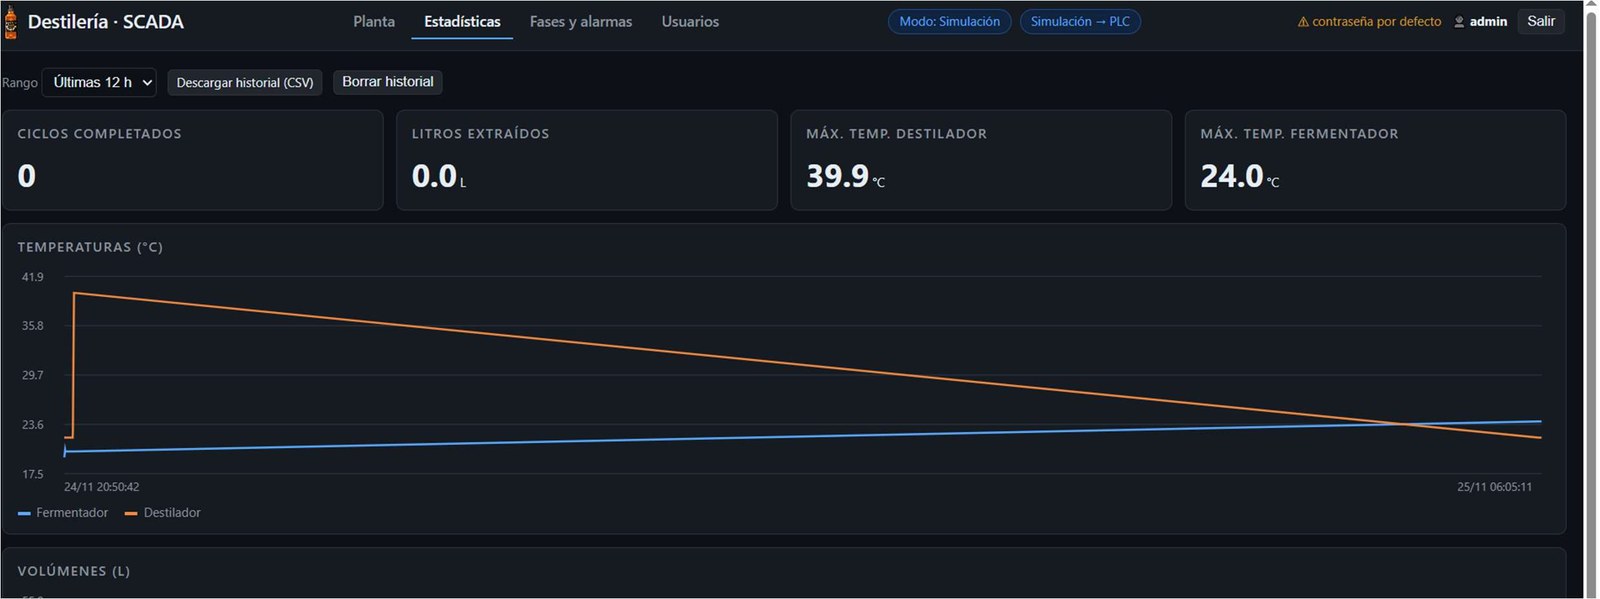 Destilería · SCADA
Planta Estadísticas Fases y alarmas Usuarios
Modo: Simulación Simulación → PLC
⚠ contraseña por defecto admin Salir
Rango Últimas 12 h Descargar historial (CSV) Borrar historial
CICLOS COMPLETADOS
0
LITROS EXTRAÍDOS
0.0 L
MÁX. TEMP. DESTILADOR
39.9 °C
MÁX. TEMP. FERMENTADOR
24.0 °C
TEMPERATURAS (°C)
41.9
35.8
29.7
23.6
17.5
24/11 20:50:42 25/11 06:05:11
Fermentador Destilador
VOLÚMENES (L)